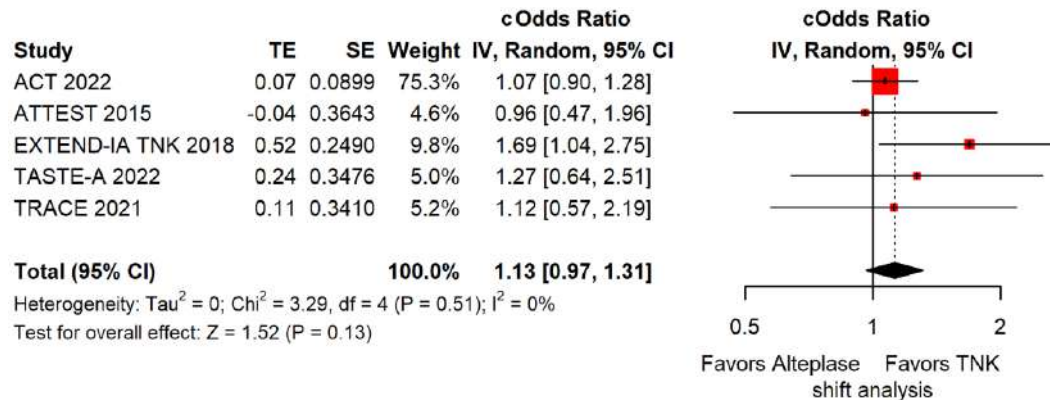 cOdds Ratio cOdds Ratio
Study TE SE Weight IV, Random, 95% CI IV, Random, 95% CI
ACT 2022 0.07 0.0899 75.3% 1.07 [0.90, 1.28]
ATTEST 2015 -0.04 0.3643 4.6% 0.96 [0.47, 1.96]
EXTEND-IA TNK 2018 0.52 0.2490 9.8% 1.69 [1.04, 2.75]
TASTE-A 2022 0.24 0.3476 5.0% 1.27 [0.64, 2.51]
TRACE 2021 0.11 0.3410 5.2% 1.12 [0.57, 2.19]
Total (95% CI) 100.0% 1.13 [0.97, 1.31]
Heterogeneity: Tau² = 0; Chi² = 3.29, df = 4 (P = 0.51); I² = 0%
Test for overall effect: Z = 1.52 (P = 0.13)
0.5 1 2
Favors Alteplase Favors TNK
shift analysis